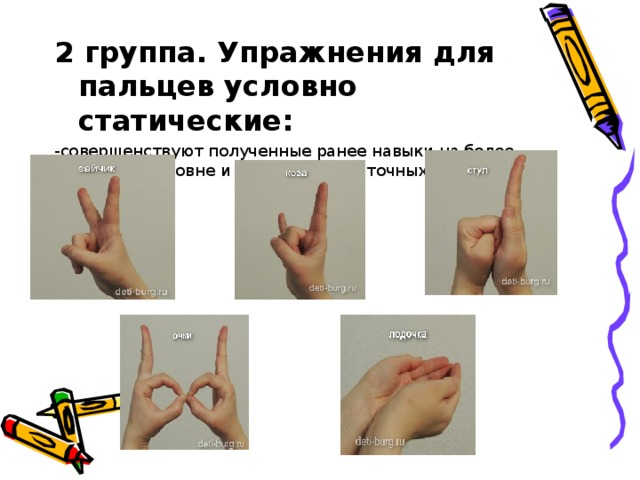 2 группа. Упражнения для
пальцев условно
статические:
-совершенствуют полученные ранее навыки на более
и точных
зайчик
коза
стул
deti-burg.ru
deti-burg.ru
deti-burg.ru
очки
лодочка
deti-burg.ru
deti-burg.ru